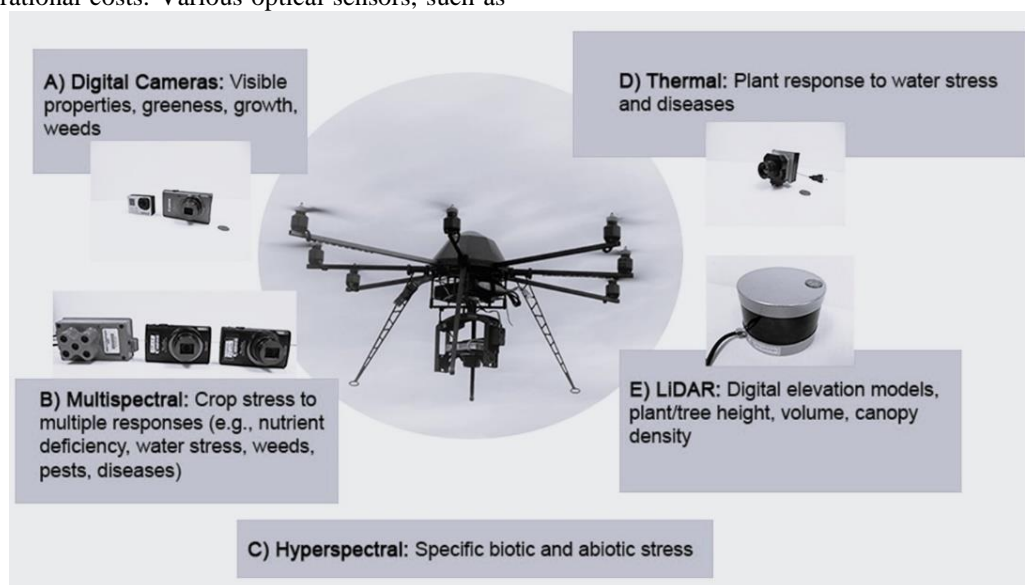 rational costs. Various optical sensors, such as
A) Digital Cameras: Visible
properties, greeness, growth,
weeds
D) Thermal: Plant response to water stress
and diseases
B) Multispectral: Crop stress to
multiple responses (e.g., nutrient
deficiency, water stress, weeds,
pests, diseases)
E) LiDAR: Digital elevation models,
plant/tree height, volume, canopy
density
C) Hyperspectral: Specific biotic and abiotic stress